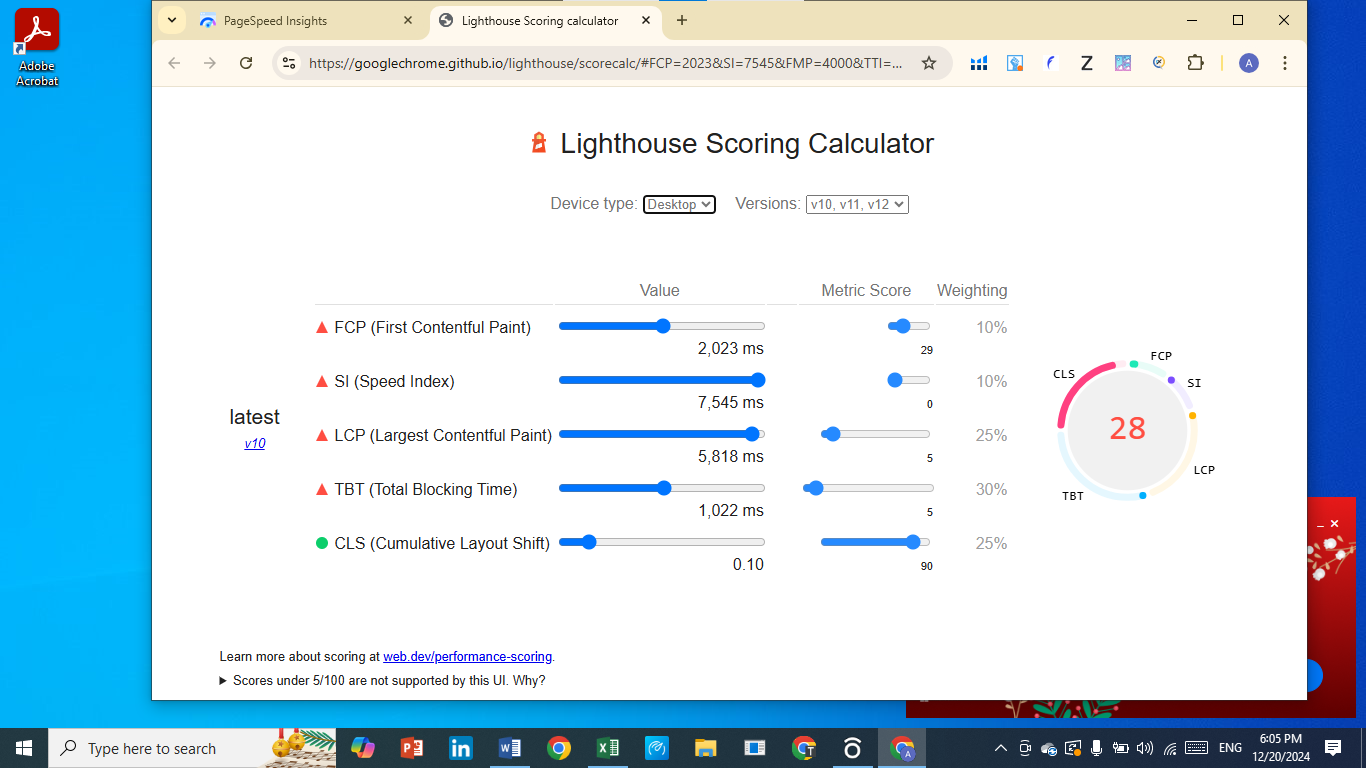 Adobe
Acrobat
PageSpeed Insights
Lighthouse Scoring calculator
https://googlechrome.github.io/lighthouse/scorecalc/#FCP=2023&SI=7545&FMP=4000&TTI=...
A
Lighthouse Scoring Calculator
Device type: Desktop Versions: v10, v11, v12
Value Metric Score Weighting
FCP (First Contentful Paint) 10%
2,023 ms 29
SI (Speed Index) 10%
7,545 ms 0
latest
v10
LCP (Largest Contentful Paint) 25%
5,818 ms 5
TBT (Total Blocking Time) 30%
1,022 ms 5
CLS (Cumulative Layout Shift) 25%
0.10 90
FCP
CLS
SI
28
LCP
TBT
Learn more about scoring at web.dev/performance-scoring.
Scores under 5/100 are not supported by this UI. Why?
Type here to search
ENG
6:05 PM
12/20/2024